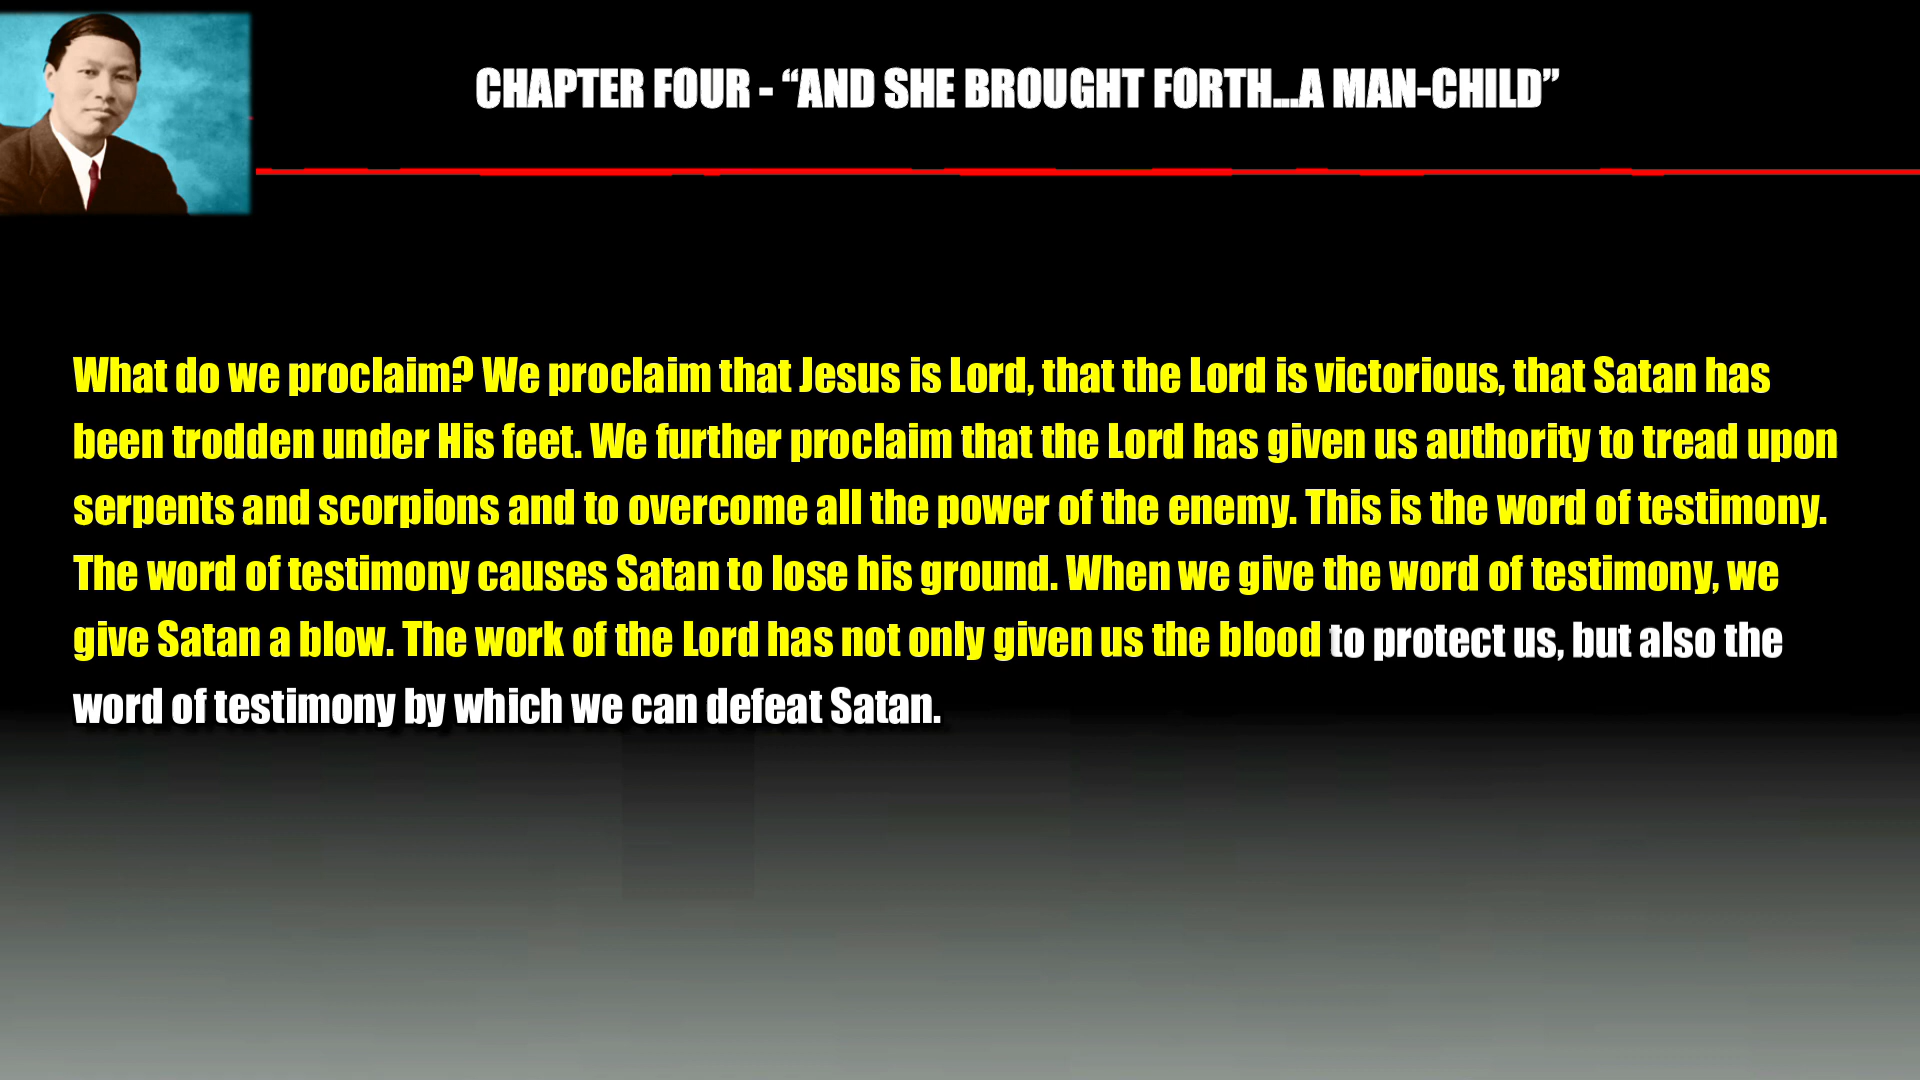 CHAPTER FOUR - “AND SHE BROUGHT FORTH...A MAN-CHILD”
What do we proclaim? We proclaim that Jesus is Lord, that the Lord is victorious, that Satan has
been trodden under His feet. We further proclaim that the Lord has given us authority to tread upon
serpents and scorpions and to overcome all the power of the enemy. This is the word of testimony.
The word of testimony causes Satan to lose his ground. When we give the word of testimony, we
give Satan a blow. The work of the Lord has not only given us the blood to protect us, but also the
word of testimony by which we can defeat Satan.